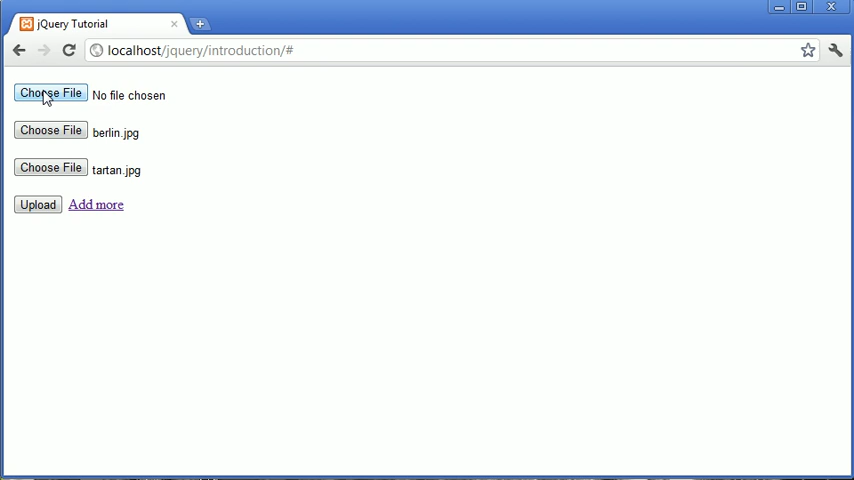 jQuery Tutorial
localhost/jquery/introduction/#
Choose File No file chosen
Choose File berlin.jpg
Choose File tartan.jpg
Upload Add more